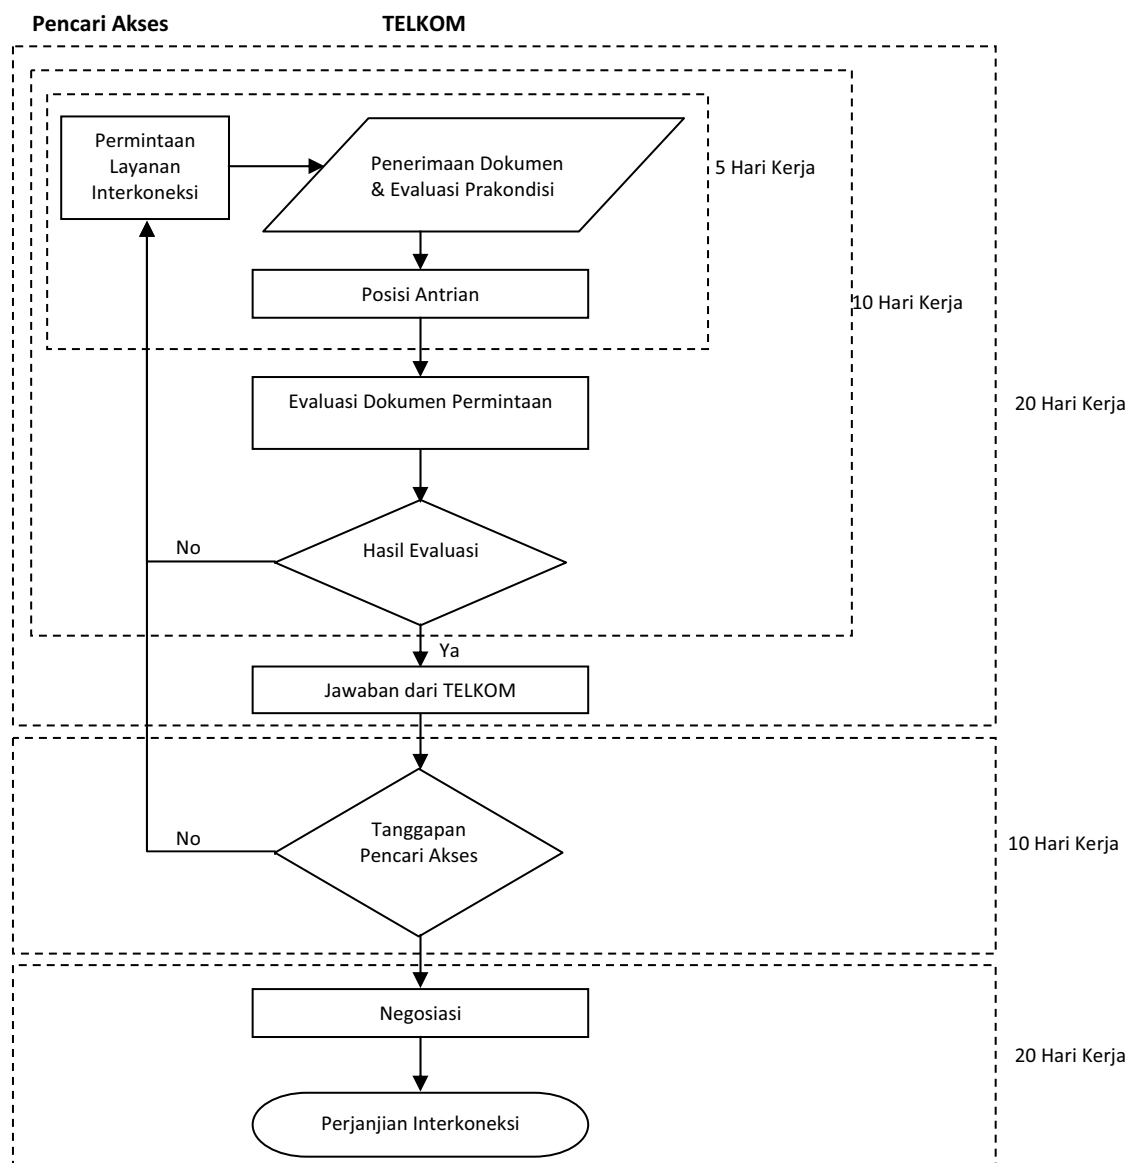 Pencari Akses
TELKOM
Permintaan
Layanan
Interkoneksi
Penerimaan Dokumen
& Evaluasi Prakondisi
5 Hari Kerja
Posisi Antrian
10 Hari Kerja
Evaluasi Dokumen Permintaan
20 Hari Kerja
Hasil Evaluasi
No
Ya
Jawaban dari TELKOM
Tanggapan
Pencari Akses
No
10 Hari Kerja
Negosiasi
20 Hari Kerja
Perjanjian Interkoneksi